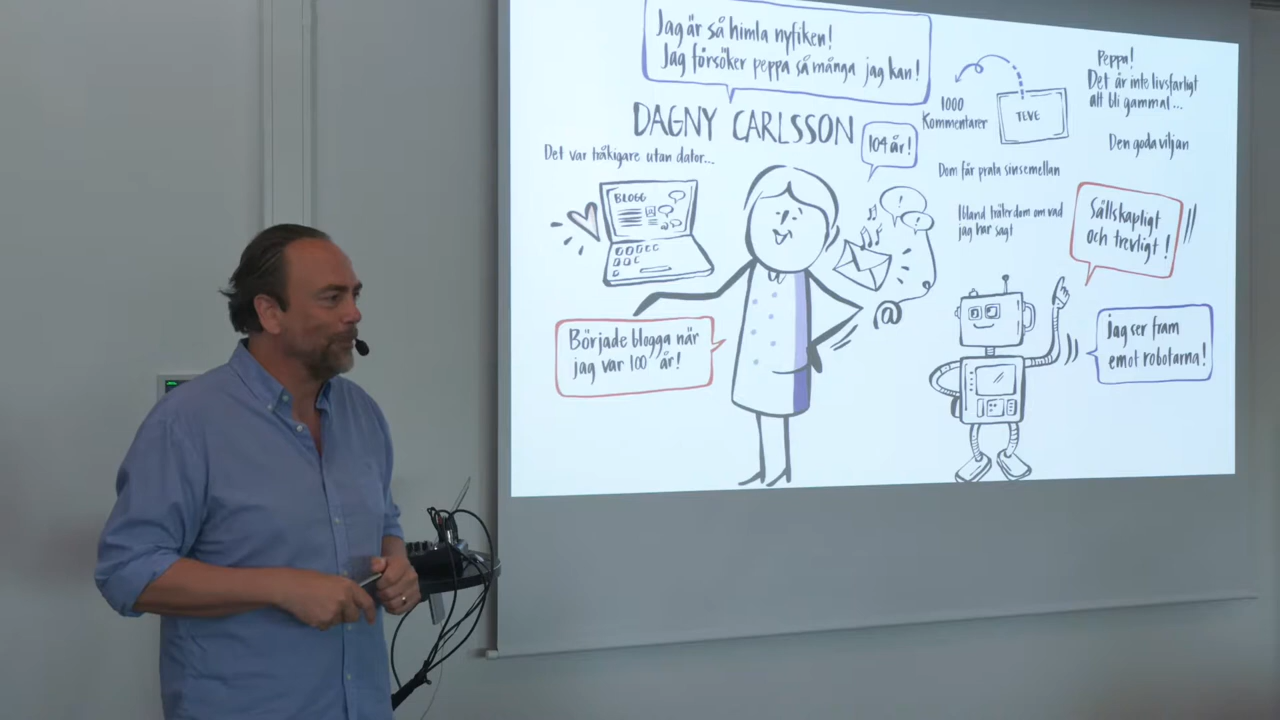 Jag är så himla nyfiken!
Jag försöker peppa så många jag kan!
DAGNY CARLSSON
104 år!
Det var tråkigare utan dator...
BLOGG
Började blogga när
jag var 100 år!
@
1000
Kommentarer
TEVE
Peppa!
Det är inte livsfarligt
att bli gammal...
Den goda viljan
Dom får prata sinsemellan
Ibland träter dom om vad
jag har sagt
Sällskapligt
och trevligt!
Jag ser fram
emot robotarna!